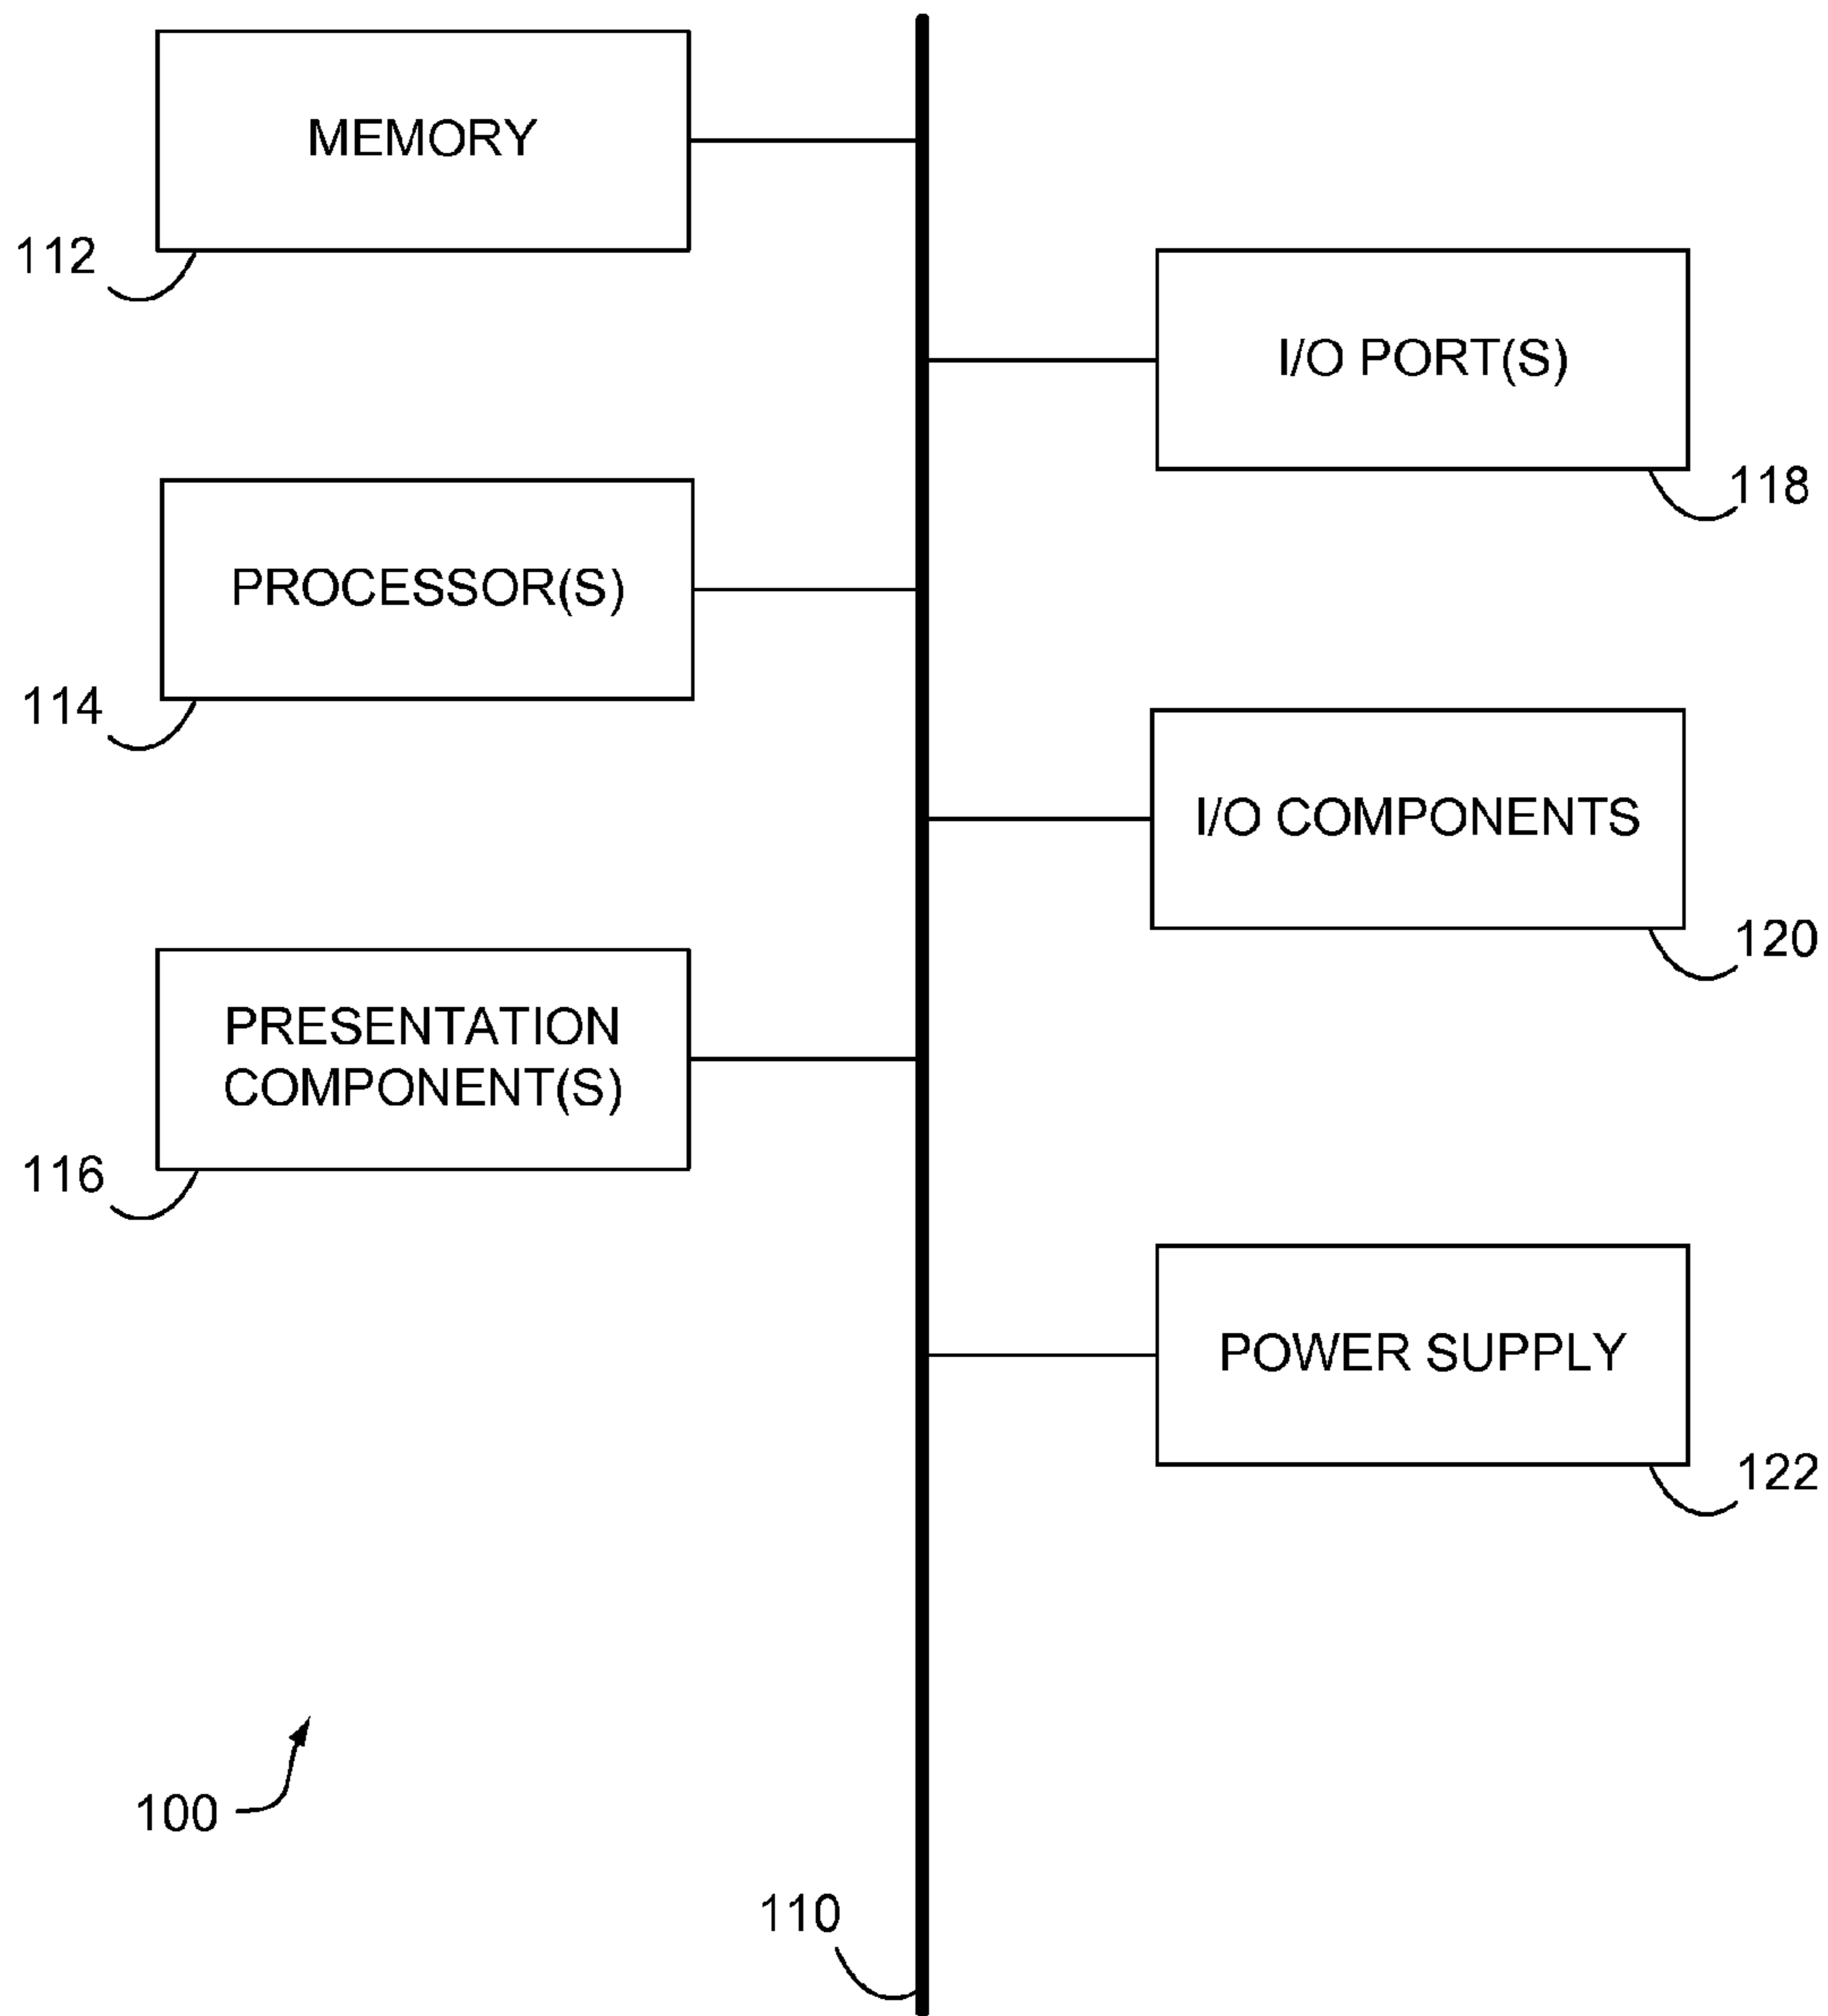 MEMORY
112
I/O PORT(S)
118
PROCESSOR(S)
114
I/O COMPONENTS
120
PRESENTATION
COMPONENT(S)
116
POWER SUPPLY
122
100
110